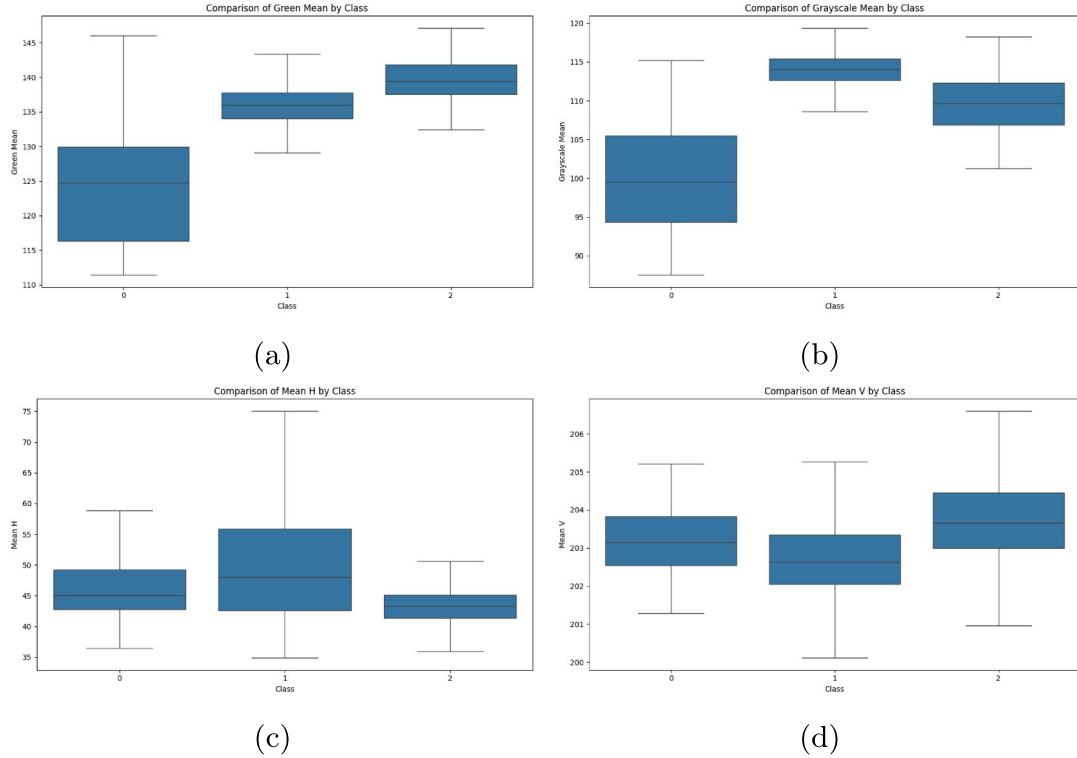 Comparison of Green Mean by Class
145
140
135
130
125
120
115
110
Green Mean
0 1 2
Class
(a)
Comparison of Grayscale Mean by Class
120
115
110
105
100
95
90
Grayscale Mean
0 1 2
Class
(b)
Comparison of Mean H by Class
75
70
65
60
55
50
45
40
35
Mean H
0 1 2
Class
(c)
Comparison of Mean V by Class
206
205
204
203
202
201
200
Mean V
0 1 2
Class
(d)